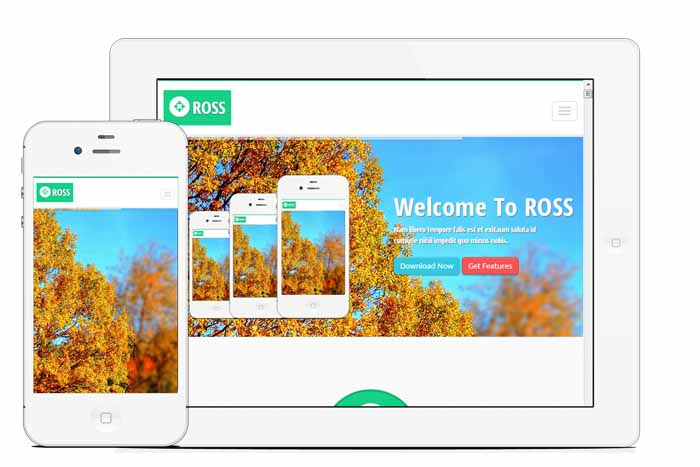 ROSS
ROSS
Welcome To ROSS
Nam libero tempore falis est et exitaum saluta id
cumque nihil impedit quo minus nobis.
Download Now
Get Features